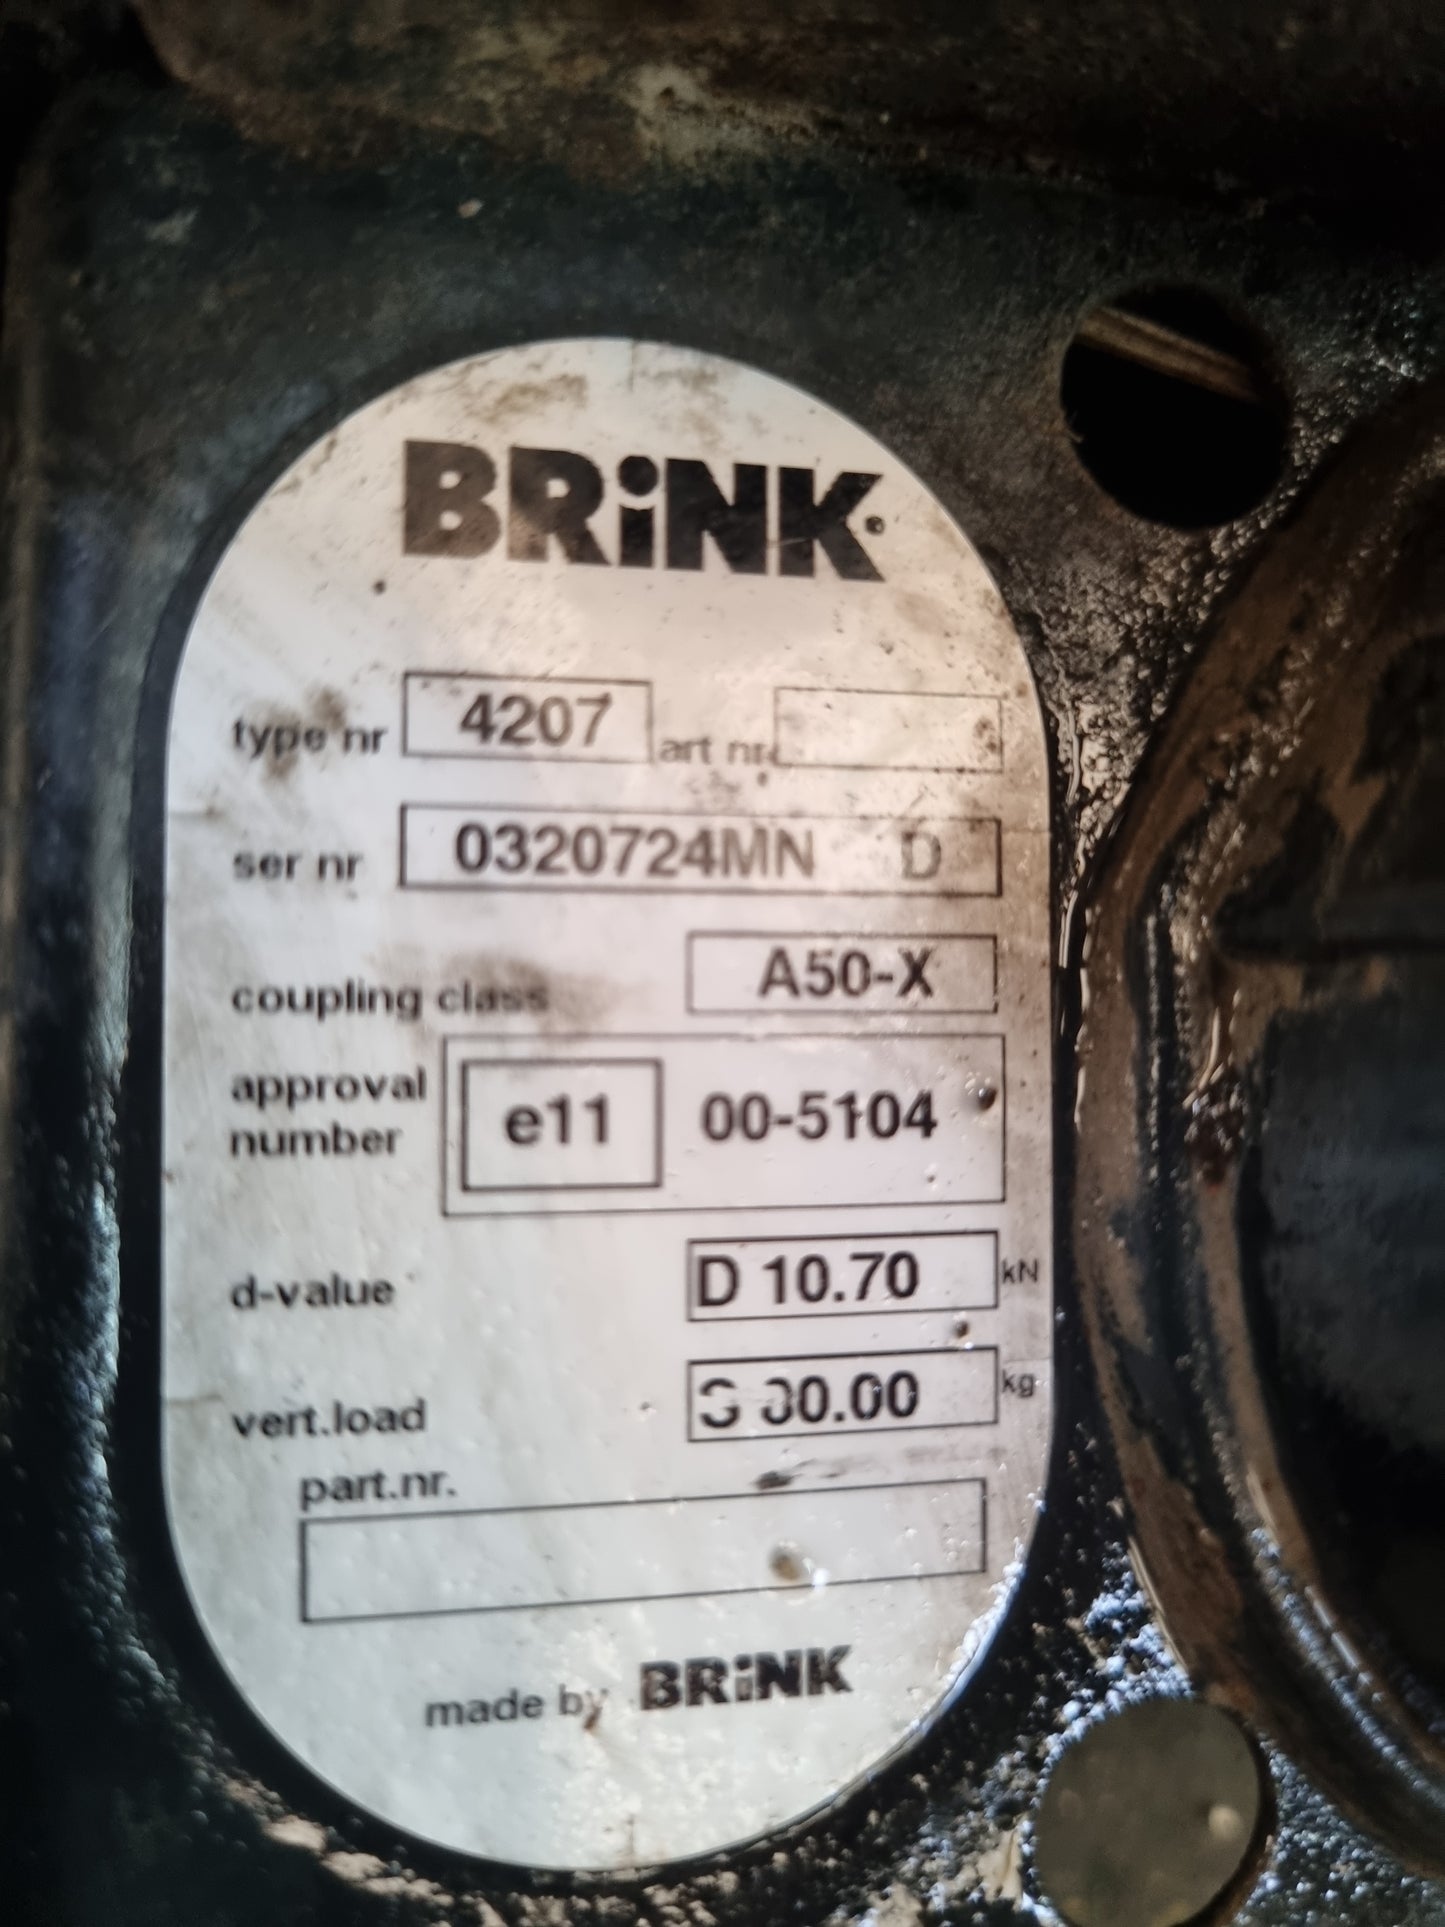 BRiNK
type nr 4207 art nr
ser nr 0320724MN D
coupling class A50-X
approval number e11 00-5104
d-value D 10.70 kN
vert.load kg
part.nr.
made by BRiNK